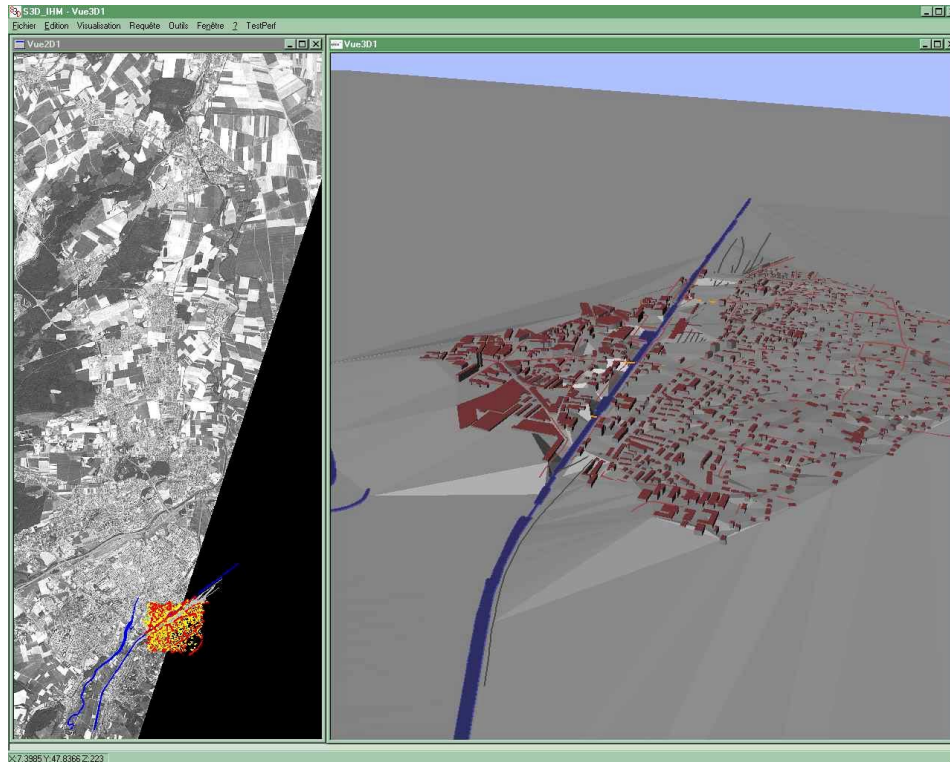 S3D_IHM - Vue3D1
Fichier Edition Visualisation Requête Outils Fenêtre ? TestPerf
Vue2D1
Vue3D1
X:7.3985 Y:47.8366 Z:223